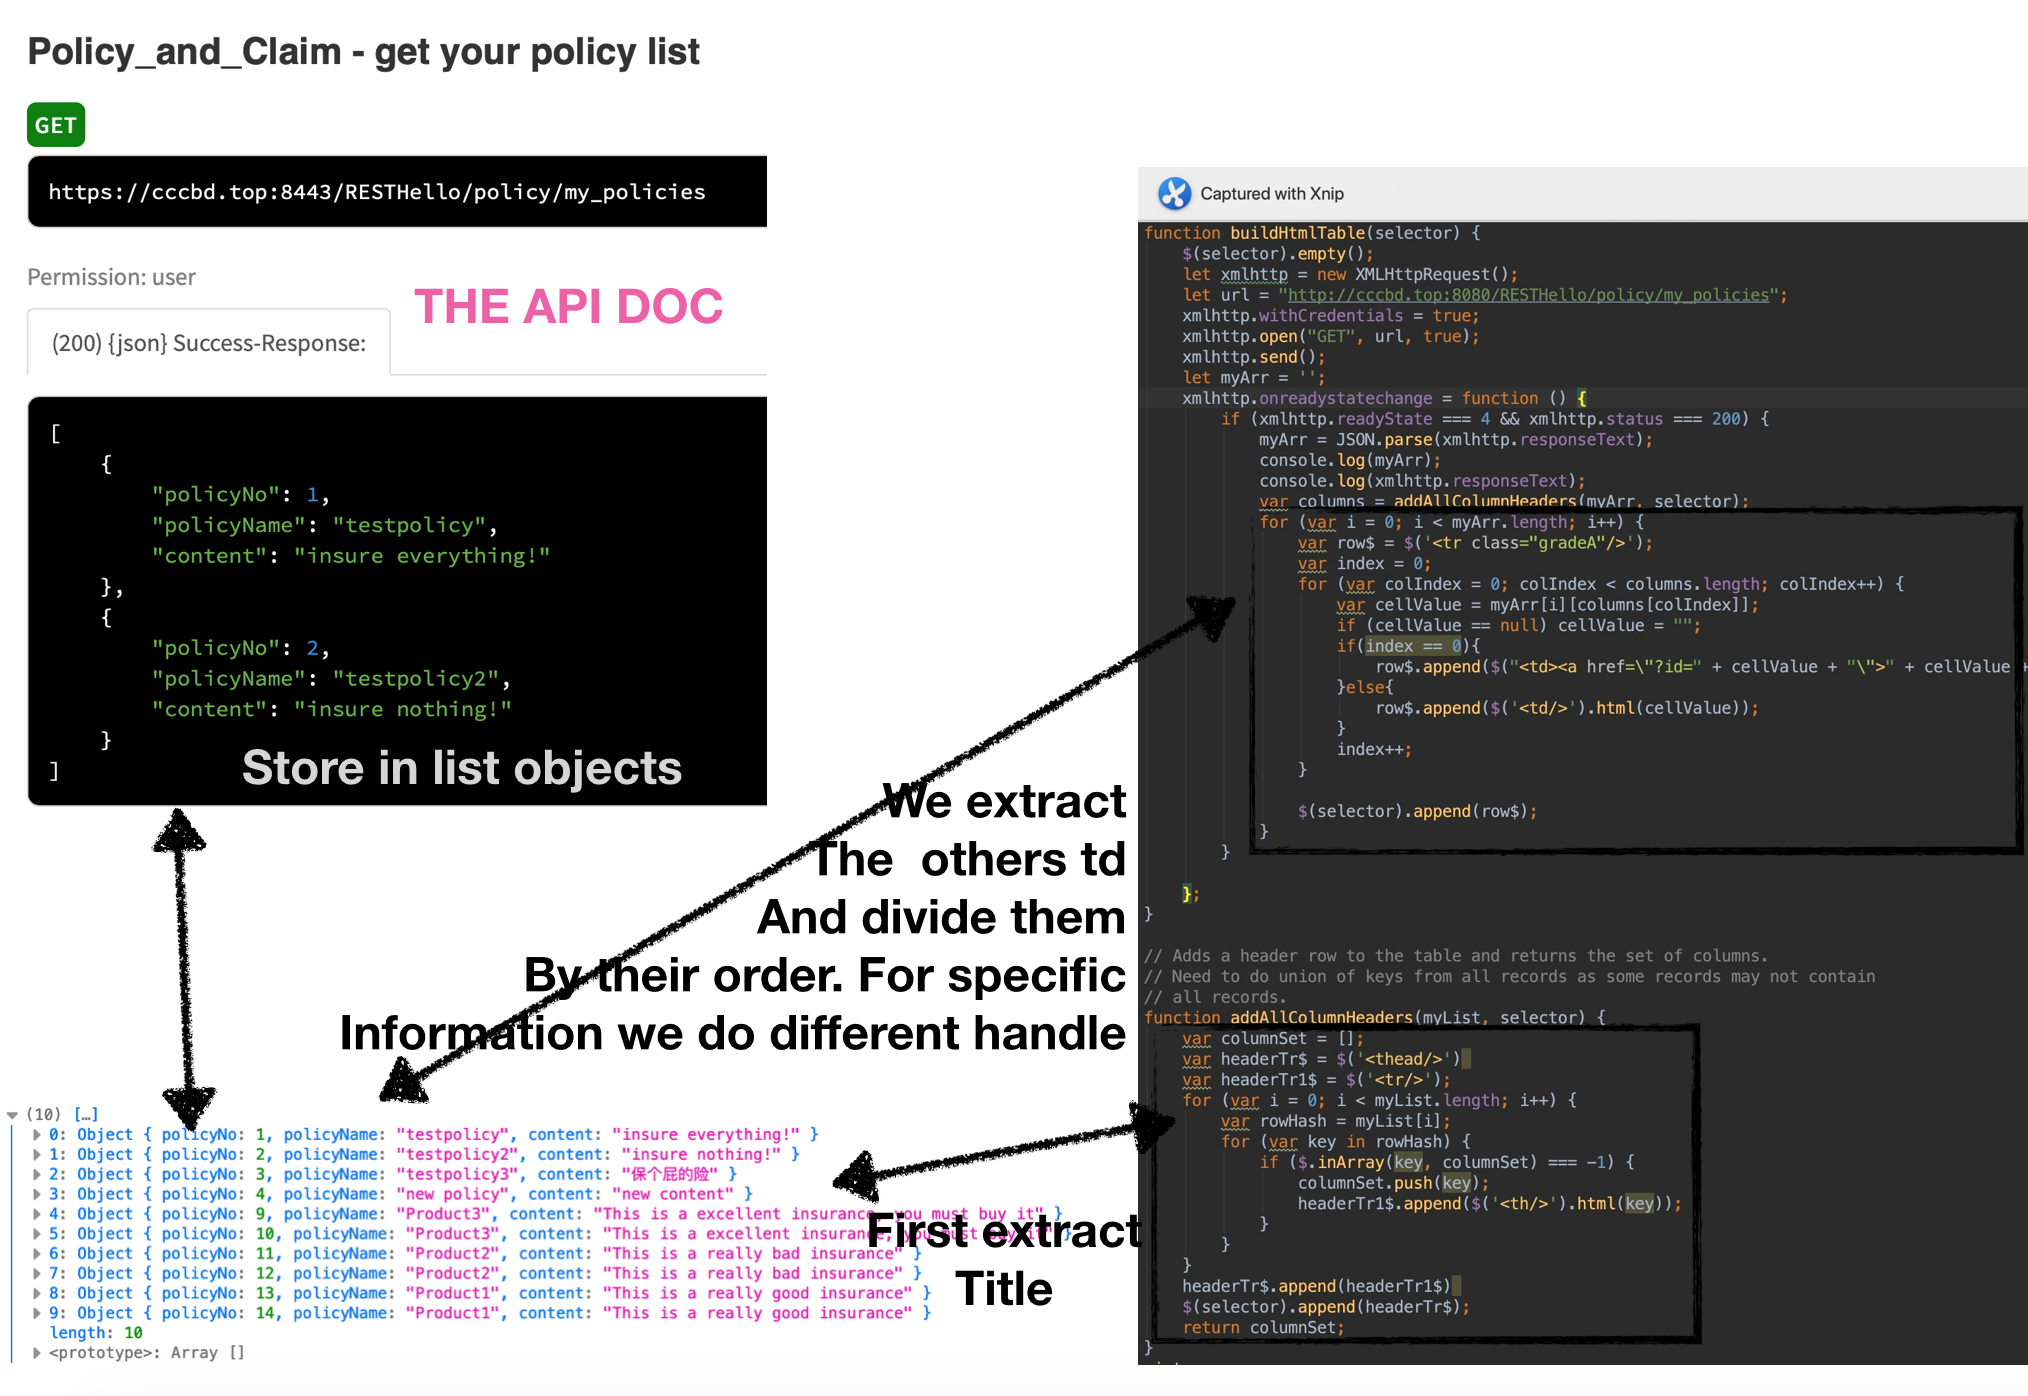 Policy_and_Claim - get your policy list
GET
https://cccbd.top:8443/RESTHello/policy/my_policies
Permission: user
THE API DOC
(200) {json} Success-Response:
[
{
"policyNo": 1,
"policyName": "testpolicy",
"content": "insure everything!"
},
{
"policyNo": 2,
"policyName": "testpolicy2",
"content": "insure nothing!"
}
]
Store in list objects
We extract
The others td
And divide them
By their order. For specific
Information we do different handle
(10) […]
0: Object { policyNo: 1, policyName: "testpolicy", content: "insure everything!" }
1: Object { policyNo: 2, policyName: "testpolicy2", content: "insure nothing!" }
2: Object { policyNo: 3, policyName: "testpolicy3", content: "保个屁的险" }
3: Object { policyNo: 4, policyName: "new policy", content: "new content" }
4: Object { policyNo: 9, policyName: "Product3", content: "This is a excellent insurance, you must buy it" }
5: Object { policyNo: 10, policyName: "Product3", content: "This is a excellent insurance, you must buy it" }
6: Object { policyNo: 11, policyName: "Product2", content: "This is a really bad insurance" }
7: Object { policyNo: 12, policyName: "Product2", content: "This is a really bad insurance" }
8: Object { policyNo: 13, policyName: "Product1", content: "This is a really good insurance" }
9: Object { policyNo: 14, policyName: "Product1", content: "This is a really good insurance" }
length: 10
<prototype>: Array []
First extract
Title
Captured with Xnip
function buildHtmlTable(selector) {
$(selector).empty();
let xmlhttp = new XMLHttpRequest();
let url = "http://cccbd.top:8080/RESTHello/policy/my_policies";
xmlhttp.withCredentials = true;
xmlhttp.open("GET", url, true);
xmlhttp.send();
let myArr = '';
xmlhttp.onreadystatechange = function () {
if (xmlhttp.readyState === 4 && xmlhttp.status === 200) {
myArr = JSON.parse(xmlhttp.responseText);
console.log(myArr);
console.log(xmlhttp.responseText);
var columns = addAllColumnHeaders(myArr, selector);
for (var i = 0; i < myArr.length; i++) {
var row$ = $('<tr class="gradeA"/>');
var index = 0;
for (var colIndex = 0; colIndex < columns.length; colIndex++) {
var cellValue = myArr[i][columns[colIndex]];
if (cellValue == null) cellValue = "";
if(index == 0){
row$.append($("<td><a href=\"?id=" + cellValue + "\">" + cellValue +
}else{
row$.append($('<td/>').html(cellValue));
}
index++;
}
$(selector).append(row$);
}
}
};
}
// Adds a header row to the table and returns the set of columns.
// Need to do union of keys from all records as some records may not contain
// all records.
function addAllColumnHeaders(myList, selector) {
var columnSet = [];
var headerTr$ = $('<thead/>')
var headerTr1$ = $('<tr/>');
for (var i = 0; i < myList.length; i++) {
var rowHash = myList[i];
for (var key in rowHash) {
if ($.inArray(key, columnSet) === -1) {
columnSet.push(key);
headerTr1$.append($('<th/>').html(key));
}
}
}
headerTr$.append(headerTr1$)
$(selector).append(headerTr$);
return columnSet;
}